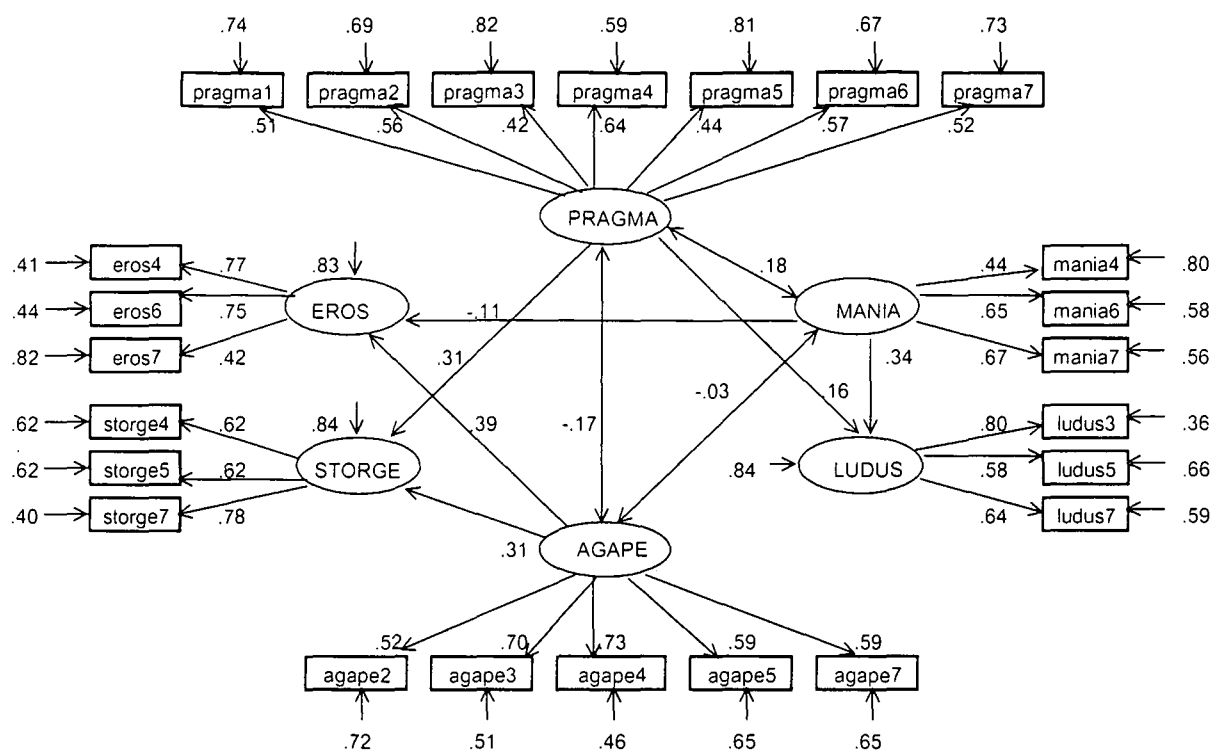 .74 .69 .82 .59 .81 .67 .73
pragma1 pragma2 pragma3 pragma4 pragma5 pragma6 pragma7
.51 .56 .42 .64 .44 .57 .52
PRAGMA
.41 eros4 .77 .83 .18 .44 mania4 .80
.44 eros6 .75 EROS -.11 MANIA .65 mania6 .58
.82 eros7 .42 .31 .34 .67 mania7 .56
-.03 .16
.62 storge4 .62 .84 .39 -.17 .80 ludus3 .36
.62 storge5 .62 STORGE .84 LUDUS .58 ludus5 .66
.40 storge7 .78 .64 ludus7 .59
.31 AGAPE
.52 .70 .73 .59 .59
agape2 agape3 agape4 agape5 agape7
.72 .51 .46 .65 .65